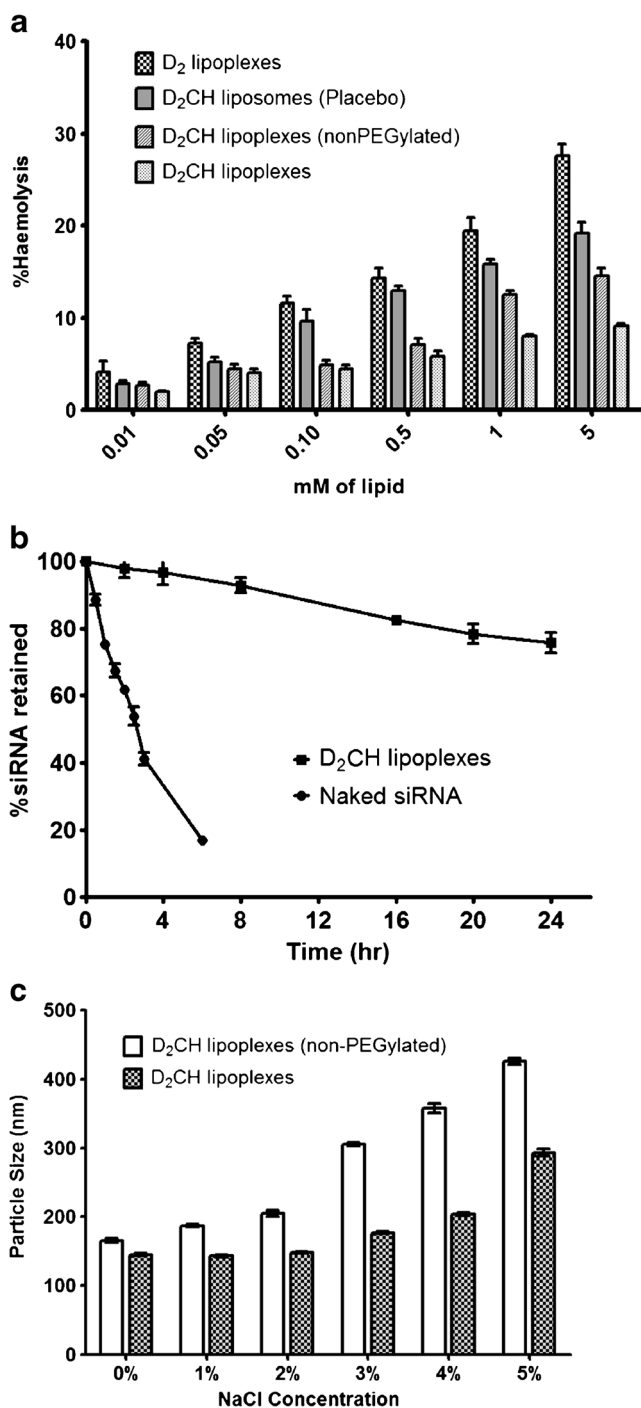 a
40
30
20
10
0
%Haemolysis
D₂ lipoplexes
D₂CH liposomes (Placebo)
D₂CH lipoplexes (nonPEGylated)
D₂CH lipoplexes
0.01 0.05 0.10 0.5 1 5
mM of lipid
b
100
80
60
40
20
0
%siRNA retained
D₂CH lipoplexes
Naked siRNA
0 4 8 12 16 20 24
Time (hr)
c
500
400
300
200
100
0
Particle Size (nm)
D₂CH lipoplexes (non-PEGylated)
D₂CH lipoplexes
0% 1% 2% 3% 4% 5%
NaCl Concentration